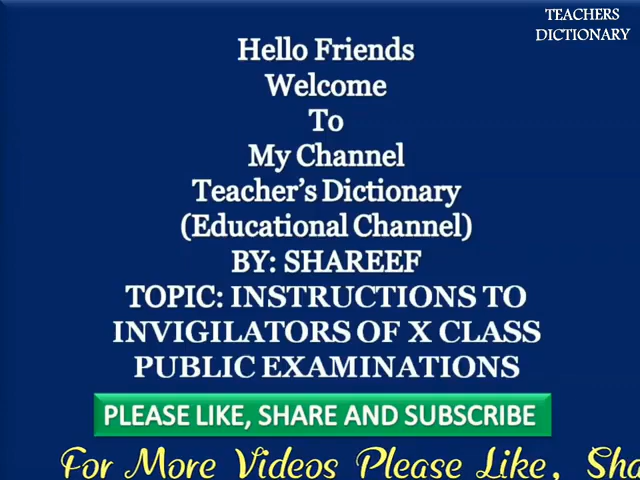 TEACHERS
DICTIONARY
Hello Friends
Welcome
To
My Channel
Teacher's Dictionary
(Educational Channel)
BY: SHAREEF
TOPIC: INSTRUCTIONS TO
INVIGILATORS OF X CLASS
PUBLIC EXAMINATIONS
PLEASE LIKE, SHARE AND SUBSCRIBE
For More Videos Please Like, Sha